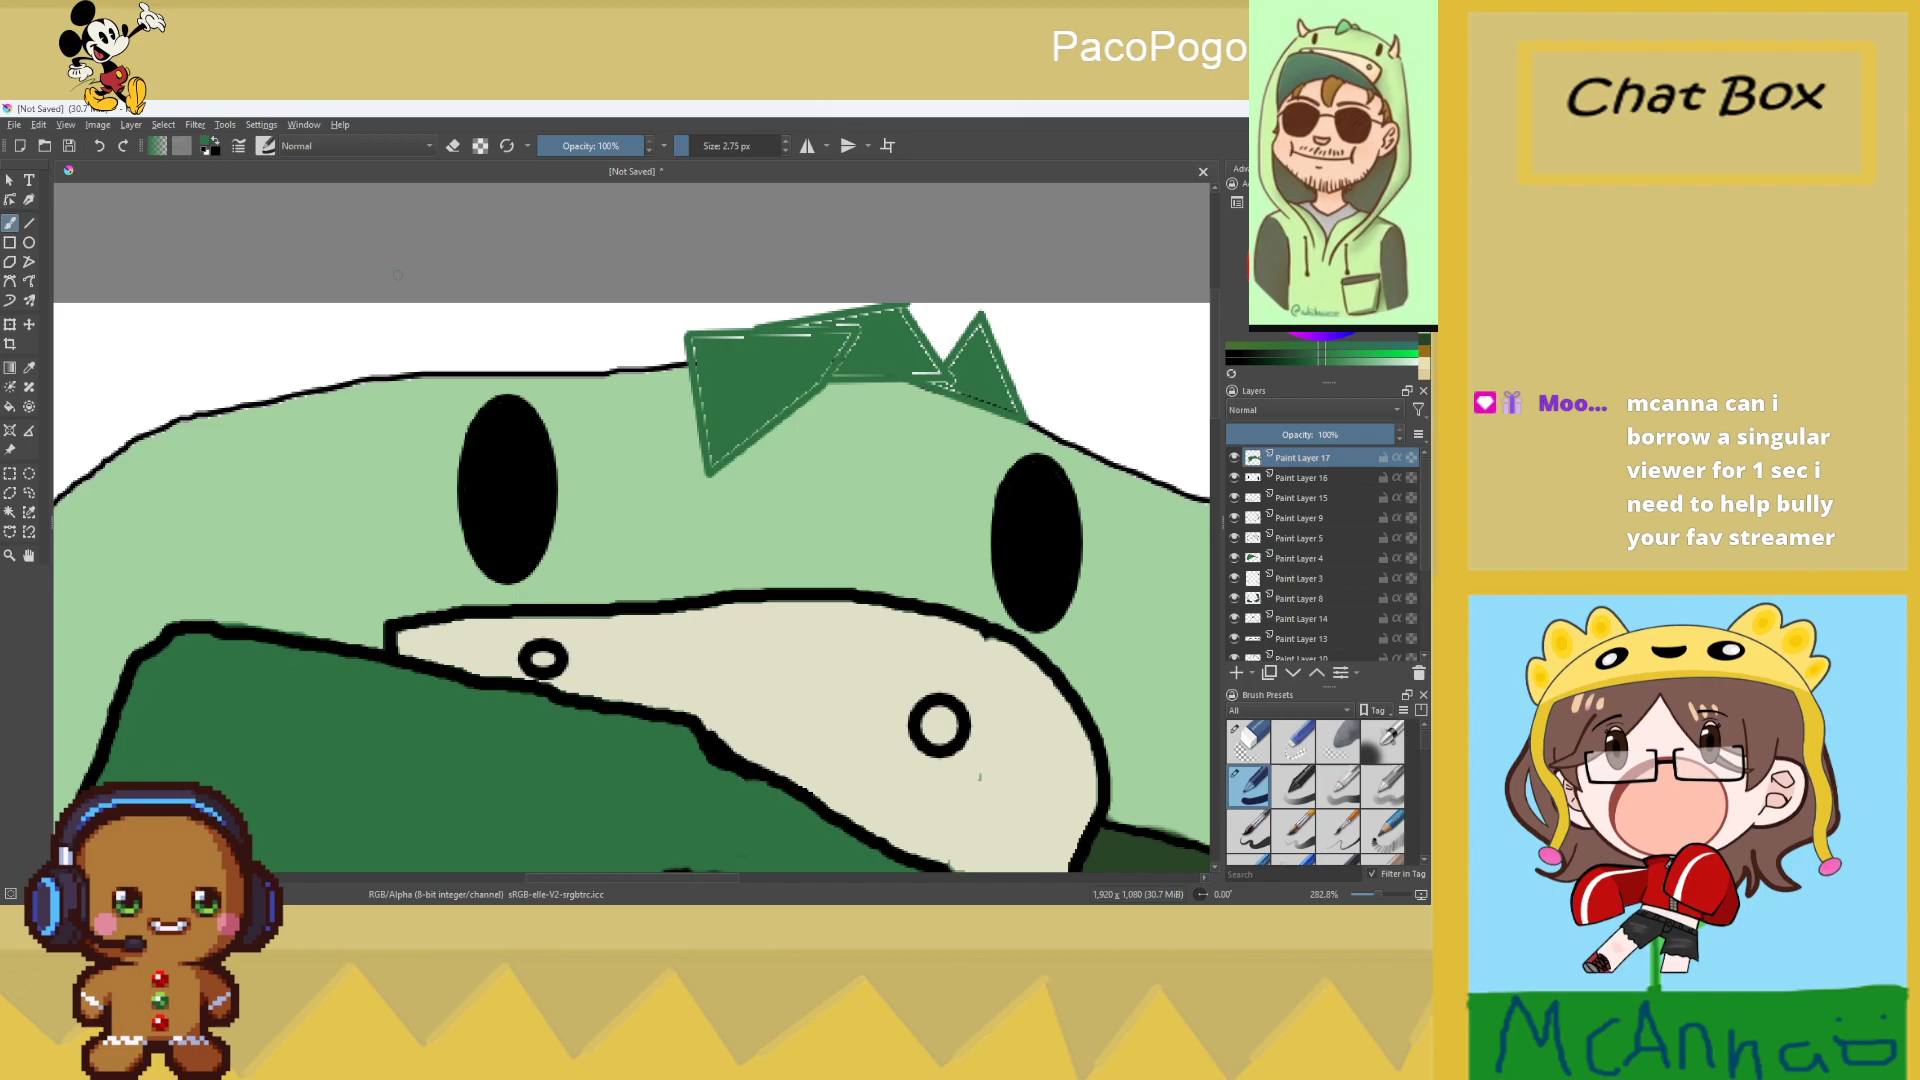 PacoPogo
Chat Box
[Not Saved] (30.7
File Edit View Image Layer Select Filter Tools Settings Window Help
Normal
Opacity: 100%
Size: 2.75 px
[Not Saved] *
Layers
Normal
Opacity: 100%
Paint Layer 17
Paint Layer 16
Paint Layer 15
Paint Layer 9
Paint Layer 5
Paint Layer 4
Paint Layer 3
Paint Layer 8
Paint Layer 14
Paint Layer 13
Paint Layer 10
Brush Presets
All
Tag
Search
Filter in Tag
RGB/Alpha (8-bit integer/channel) sRGB-elle-V2-srgbtrc.icc
1,920 x 1,080 (30.7 MiB)
0.00°
282.8%
Moo... mcanna can i
borrow a singular
viewer for 1 sec i
need to help bully
your fav streamer
McAnna